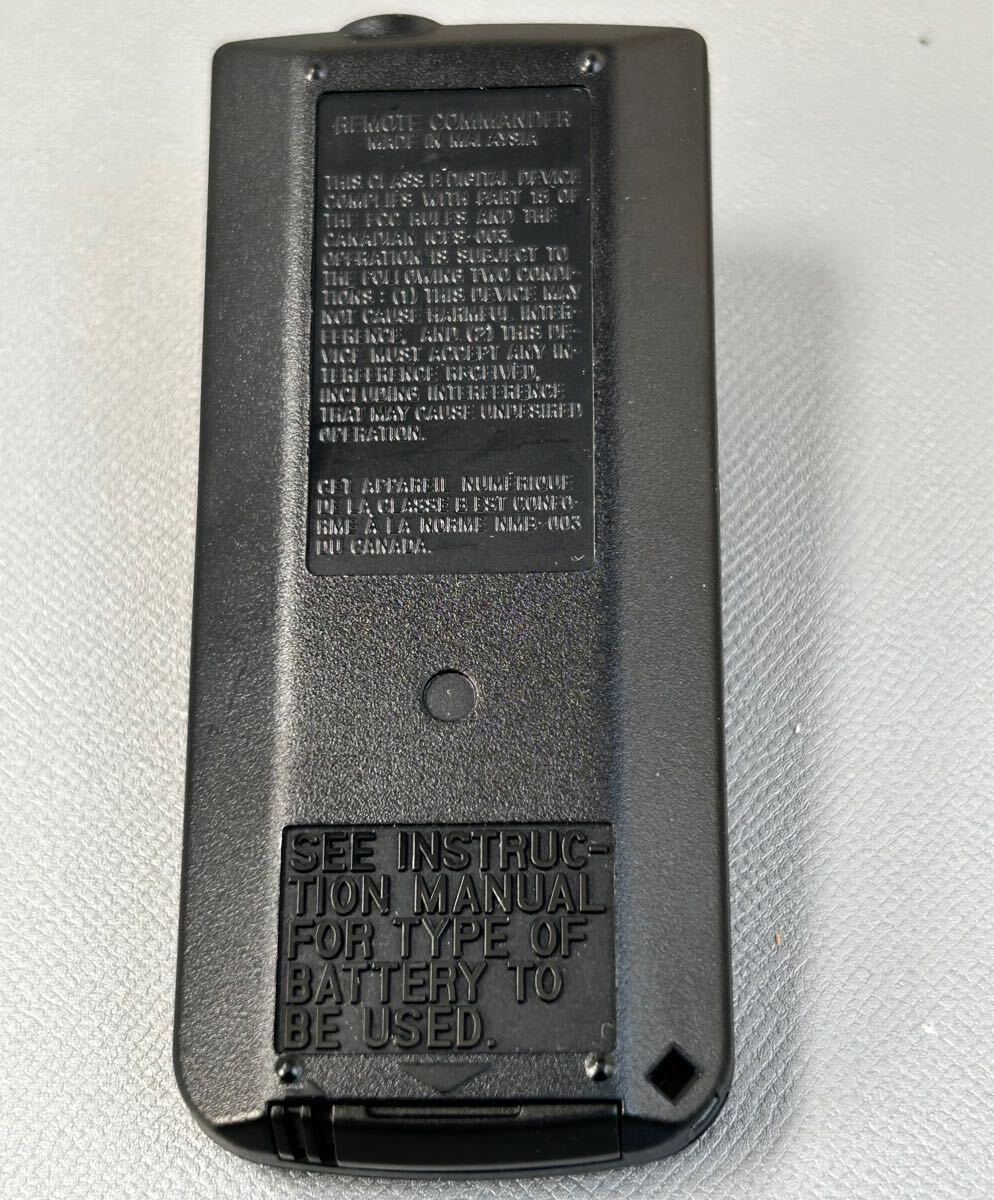 REMOTE COMMANDER
MADE IN MALAYSIA
THIS CLASS B DIGITAL DEVICE
COMPLIES WITH PART 15 OF
THE FCC RULES AND THE
CANADIAN ICES-003.
OPERATION IS SUBJECT TO
THE FOLLOWING TWO CONDI-
TIONS : (1) THIS DEVICE MAY
NOT CAUSE HARMFUL INTER-
FERENCE, AND (2) THIS DE-
VICE MUST ACCEPT ANY IN-
TERFERENCE RECEIVED,
INCLUDING INTERFERENCE
THAT MAY CAUSE UNDESIRED
OPERATION.
CET APPAREIL NUMÉRIQUE
DE LA CLASSE B EST CONFO-
RME À LA NORME NMB-003
DU CANADA.
SEE INSTRUC-
TION MANUAL
FOR TYPE OF
BATTERY TO
BE USED.